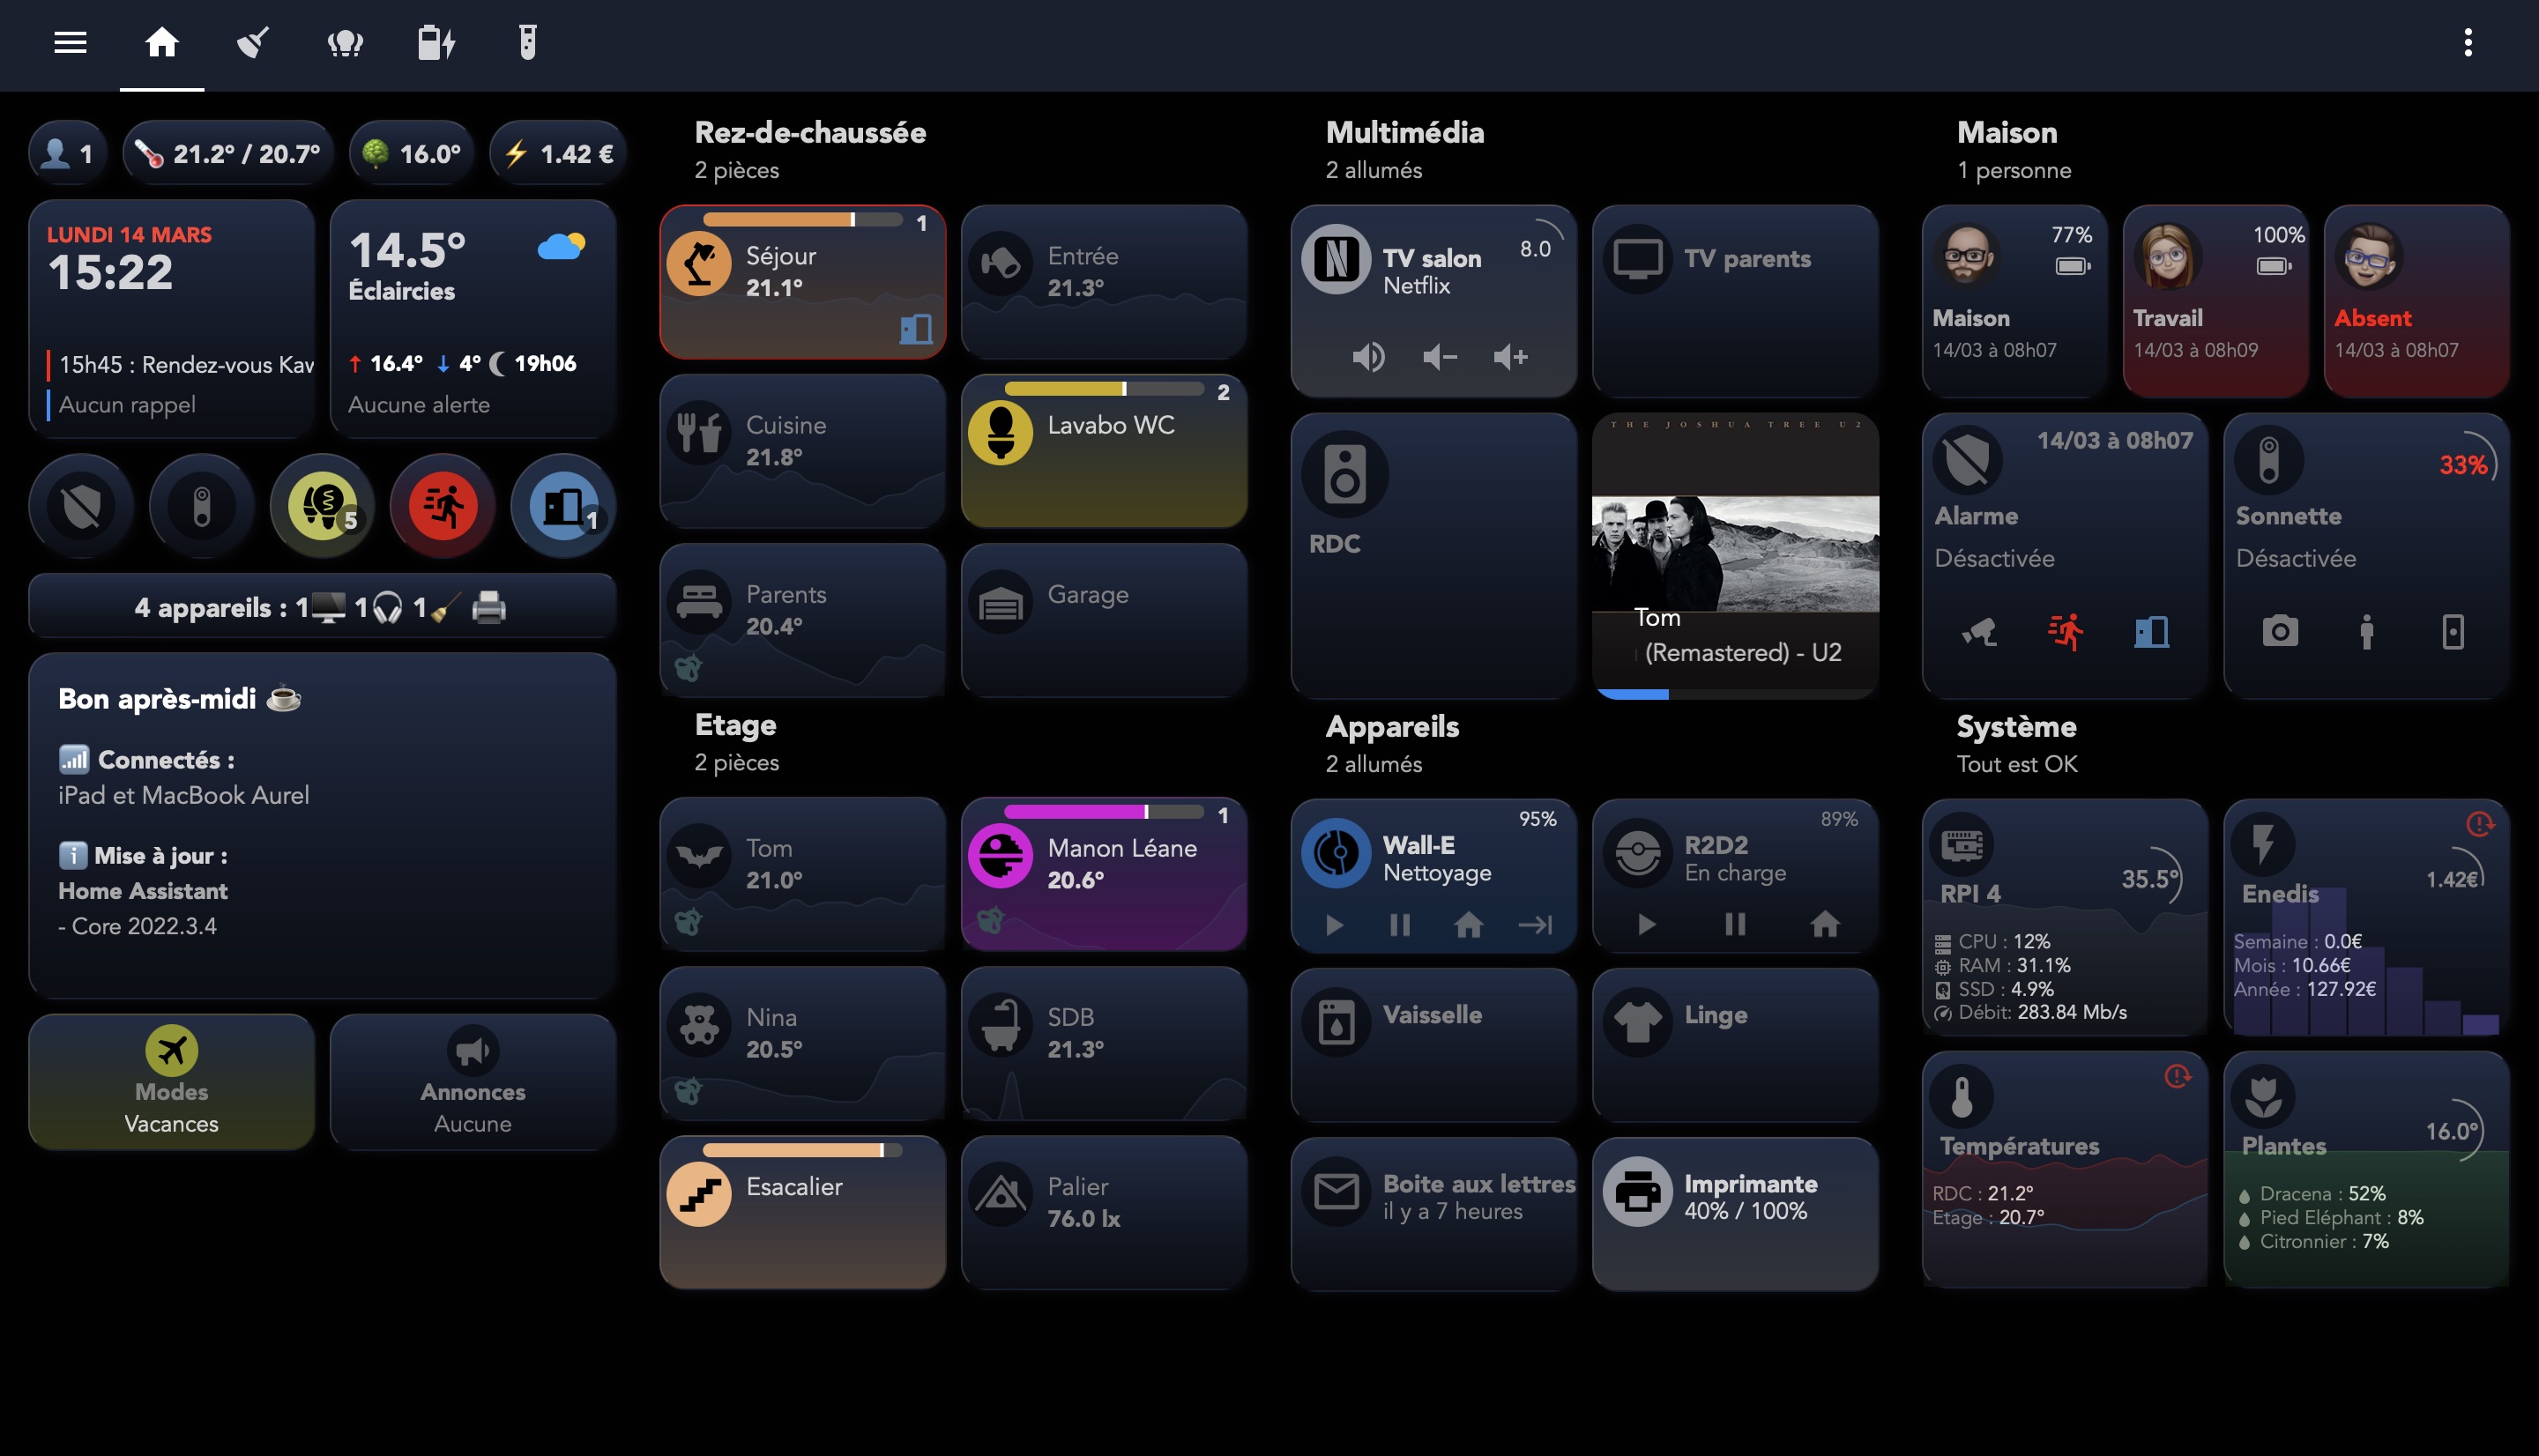 1
21.2° / 20.7°
16.0°
1.42 €
LUNDI 14 MARS
15:22
15h45 : Rendez-vous Kav
Aucun rappel
14.5°
Éclaircies
16.4° 4° 19h06
Aucune alerte
5
1
4 appareils : 1 1 1
Bon après-midi
Connectés :
iPad et MacBook Aurel
Mise à jour :
Home Assistant
- Core 2022.3.4
Modes
Vacances
Annonces
Aucune
Rez-de-chaussée
2 pièces
1
Séjour
21.1°
Entrée
21.3°
Cuisine
21.8°
2
Lavabo WC
Parents
20.4°
Garage
Etage
2 pièces
Tom
21.0°
1
Manon Léane
20.6°
Nina
20.5°
SDB
21.3°
Esacalier
Palier
76.0 lx
Multimédia
2 allumés
TV salon
Netflix
8.0
TV parents
RDC
THE JOSHUA TREE U2
Tom
(Remastered) - U2
Appareils
2 allumés
95%
Wall-E
Nettoyage
89%
R2D2
En charge
Vaisselle
Linge
Boite aux lettres
il y a 7 heures
Imprimante
40% / 100%
Maison
1 personne
77%
Maison
14/03 à 08h07
100%
Travail
14/03 à 08h09
Absent
14/03 à 08h07
14/03 à 08h07
Alarme
Désactivée
33%
Sonnette
Désactivée
Système
Tout est OK
RPI 4
35.5°
CPU : 12%
RAM : 31.1%
SSD : 4.9%
Débit: 283.84 Mb/s
Enedis
1.42€
Semaine : 0.0€
Mois : 10.66€
Année : 127.92€
Températures
RDC : 21.2°
Etage : 20.7°
Plantes
16.0°
Dracena : 52%
Pied Eléphant : 8%
Citronnier : 7%